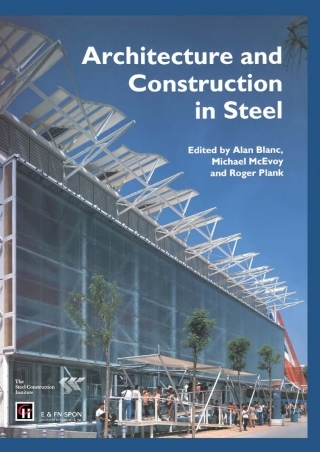 Architecture and
Construction
in Steel
Edited by Alan Blanc,
Michael McEvoy
and Roger Plank
The
Steel Construction
Institute
E & FN SPON